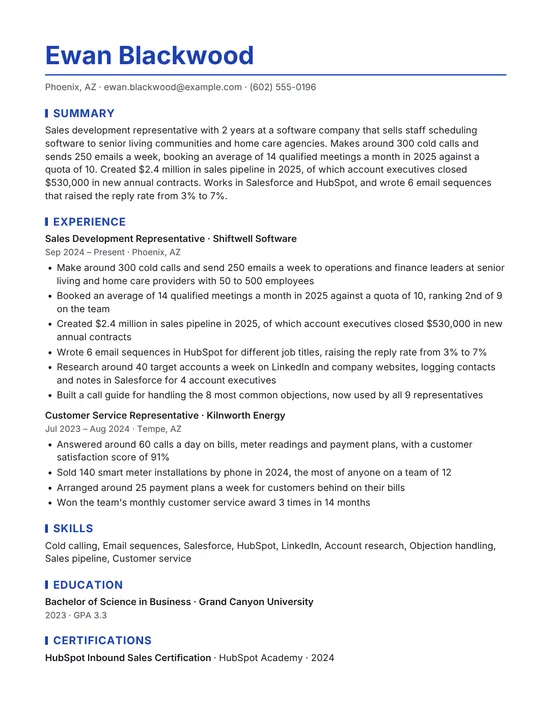 Ewan Blackwood
Phoenix, AZ · ewan.blackwood@example.com · (602) 555-0196
SUMMARY
Sales development representative with 2 years at a software company that sells staff scheduling
software to senior living communities and home care agencies. Makes around 300 cold calls and
sends 250 emails a week, booking an average of 14 qualified meetings a month in 2025 against a
quota of 10. Created $2.4 million in sales pipeline in 2025, of which account executives closed
$530,000 in new annual contracts. Works in Salesforce and HubSpot, and wrote 6 email sequences
that raised the reply rate from 3% to 7%.
EXPERIENCE
Sales Development Representative · Shiftwell Software
Sep 2024 – Present · Phoenix, AZ
• Make around 300 cold calls and send 250 emails a week to operations and finance leaders at senior
living and home care providers with 50 to 500 employees
• Booked an average of 14 qualified meetings a month in 2025 against a quota of 10, ranking 2nd of 9
on the team
• Created $2.4 million in sales pipeline in 2025, of which account executives closed $530,000 in new
annual contracts
• Wrote 6 email sequences in HubSpot for different job titles, raising the reply rate from 3% to 7%
• Research around 40 target accounts a week on LinkedIn and company websites, logging contacts
and notes in Salesforce for 4 account executives
• Built a call guide for handling the 8 most common objections, now used by all 9 representatives
Customer Service Representative · Kilnworth Energy
Jul 2023 – Aug 2024 · Tempe, AZ
• Answered around 60 calls a day on bills, meter readings and payment plans, with a customer
satisfaction score of 91%
• Sold 140 smart meter installations by phone in 2024, the most of anyone on a team of 12
• Arranged around 25 payment plans a week for customers behind on their bills
• Won the team's monthly customer service award 3 times in 14 months
SKILLS
Cold calling, Email sequences, Salesforce, HubSpot, LinkedIn, Account research, Objection handling,
Sales pipeline, Customer service
EDUCATION
Bachelor of Science in Business · Grand Canyon University
2023 · GPA 3.3
CERTIFICATIONS
HubSpot Inbound Sales Certification · HubSpot Academy · 2024